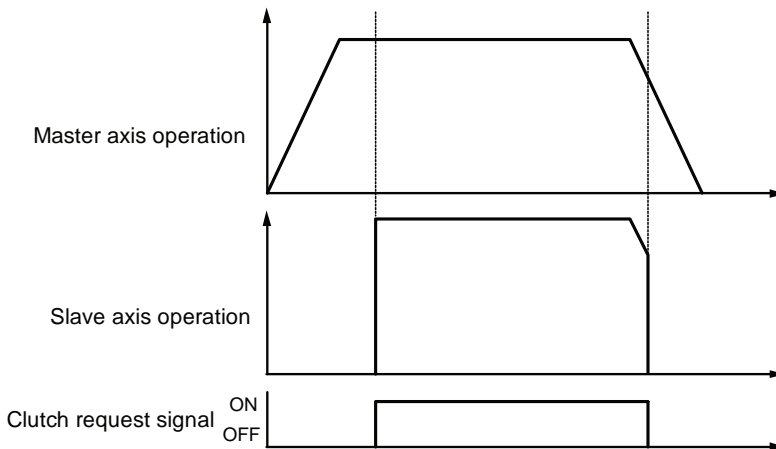 Master axis operation
Slave axis operation
Clutch request signal
ON
OFF